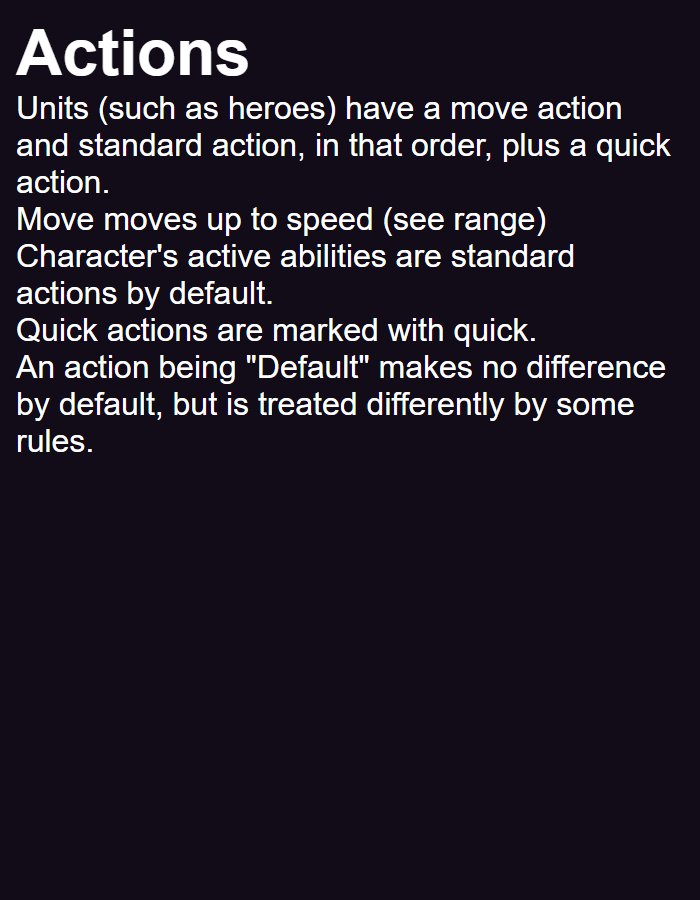 Actions
Units (such as heroes) have a move action
and standard action, in that order, plus a quick
action.
Move moves up to speed (see range)
Character's active abilities are standard
actions by default.
Quick actions are marked with quick.
An action being "Default" makes no difference
by default, but is treated differently by some
rules.